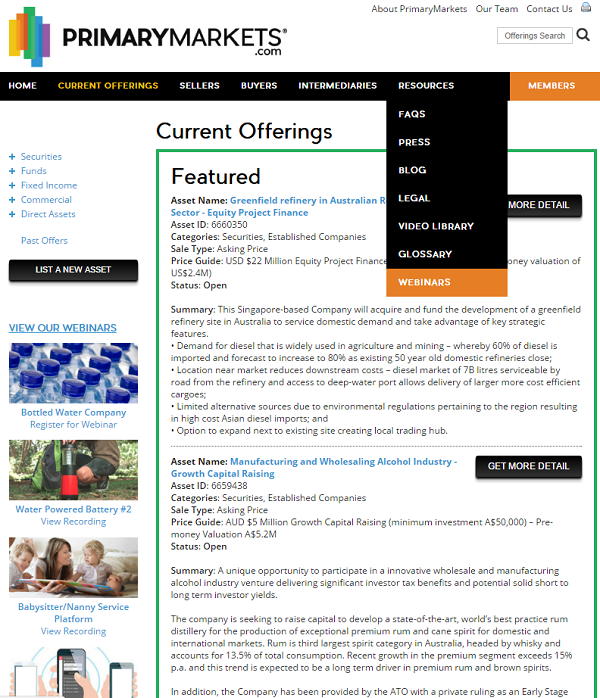 About PrimaryMarkets Our Team Contact Us
PRIMARYMARKETS®
.com
Offerings Search
HOME CURRENT OFFERINGS SELLERS BUYERS INTERMEDIARIES RESOURCES MEMBERS
FAQS
PRESS
BLOG
LEGAL
VIDEO LIBRARY
GLOSSARY
WEBINARS
+ Securities
+ Funds
+ Fixed Income
+ Commercial
+ Direct Assets
Past Offers
LIST A NEW ASSET
VIEW OUR WEBINARS
Bottled Water Company
Register for Webinar
Water Powered Battery #2
View Recording
Babysitter/Nanny Service
Platform
View Recording
Current Offerings
Featured
Asset Name: Greenfield refinery in Australian
Sector - Equity Project Finance
MORE DETAIL
Asset ID: 6660350
Categories: Securities, Established Companies
Sale Type: Asking Price
Price Guide: USD $22 Million Equity Project Finance valuation of
US$2.4M)
Status: Open
Summary: This Singapore-based Company will acquire and fund the development of a greenfield
refinery site in Australia to service domestic demand and take advantage of key strategic
features.
• Demand for diesel that is widely used in agriculture and mining – whereby 60% of diesel is
imported and forecast to increase to 80% as existing 50 year old domestic refineries close;
• Location near market reduces downstream costs – diesel market of 7B litres serviceable by
road from the refinery and access to deep-water port allows delivery of larger more cost efficient
cargoes;
• Limited alternative sources due to environmental regulations pertaining to the region resulting
in high cost Asian diesel imports; and
• Option to expand next to existing site creating local trading hub.
Asset Name: Manufacturing and Wholesaling Alcohol Industry -
Growth Capital Raising
GET MORE DETAIL
Asset ID: 6659438
Categories: Securities, Established Companies
Sale Type: Asking Price
Price Guide: AUD $5 Million Growth Capital Raising (minimum investment A$50,000) – Pre-
money Valuation A$5.2M
Status: Open
Summary: A unique opportunity to participate in a innovative wholesale and manufacturing
alcohol industry venture delivering significant investor tax benefits and potential solid short to
long term investor yields.
The company is seeking to raise capital to develop a state-of-the-art, world's best practice rum
distillery for the production of exceptional premium rum and cane spirit for domestic and
international markets. Rum is third largest spirit category in Australia, headed by whisky and
accounts for 13.5% of total consumption. Recent growth in the premium segment exceeds 15%
p.a. and this trend is expected to be a long term driver in premium rum and brown spirits.
In addition, the Company has been provided by the ATO with a private ruling as an Early Stage